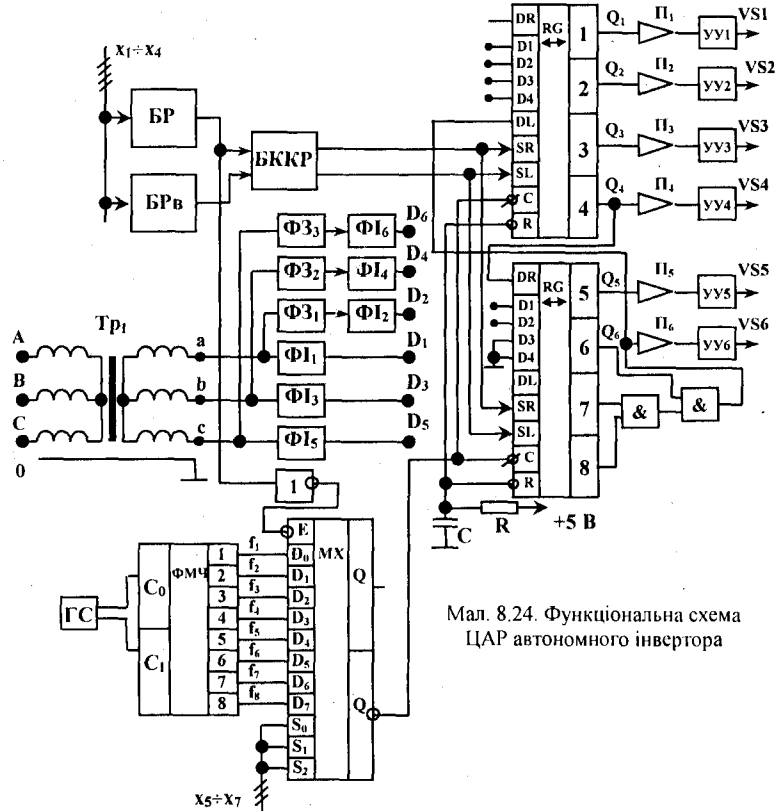 x₁÷x₄
БР
БРв
БККР
DR
RG
D1
D2
D3
D4
DL
SR
SL
C
R
1
2
3
4
Q₁ П₁ УУ1 VS1
Q₂ П₂ УУ2 VS2
Q₃ П₃ УУ3 VS3
Q₄ П₄ УУ4 VS4
DR
RG
D1
D2
D3
D4
DL
SR
SL
C
R
5
6
7
8
Q₅ П₅ УУ5 VS5
Q₆ П₆ УУ6 VS6
&
&
C R +5 В
ФЗ₃ ФІ₆ D₆
ФЗ₂ ФІ₄ D₄
ФЗ₁ ФІ₂ D₂
Тр₁
A a ФІ₁ D₁
B b ФІ₃ D₃
C c ФІ₅ D₅
0
1
ГС
C₀
C₁
ФМЧ
1 f₁
2 f₂
3 f₃
4 f₄
5 f₅
6 f₆
7 f₇
8 f₈
E
D₀
D₁
D₂
D₃
D₄
D₅
D₆
D₇
S₀
S₁
S₂
MX
Q
Q
x₅÷x₇
Мал. 8.24. Функціональна схема
ЦАР автономного інвертора